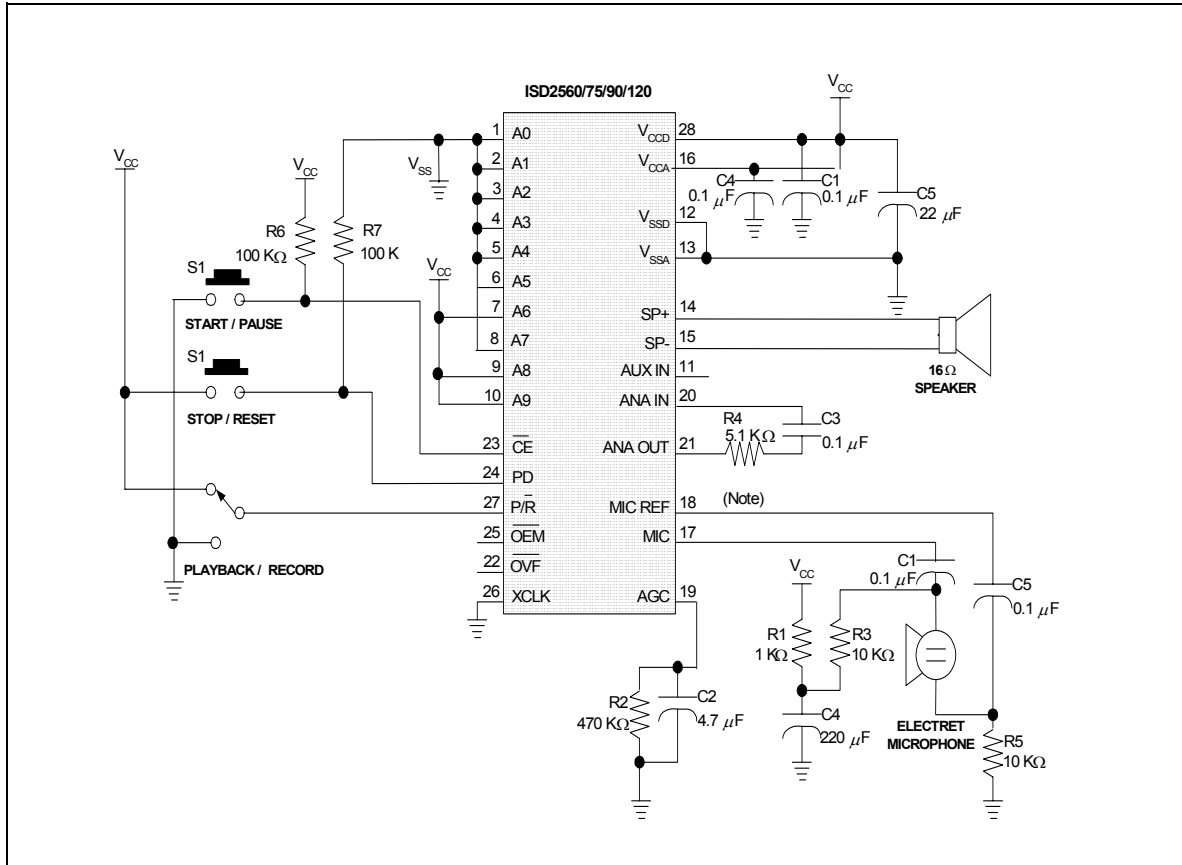 ISD2560/75/90/120
V_CC
V_CC
V_CC
V_SS
V_CC
R6
100 KΩ
R7
100 K
S1
START / PAUSE
S1
STOP / RESET
PLAYBACK / RECORD
1 A0
2 A1
3 A2
4 A3
5 A4
6 A5
7 A6
8 A7
9 A8
10 A9
23 C̅E̅
24 PD
27 P/R̅
25 O̅E̅M̅
22 O̅V̅F̅
26 XCLK
V_CCD 28
V_CCA 16
V_SSD 12
V_SSA 13
SP+ 14
SP- 15
AUX IN 11
ANA IN 20
ANA OUT 21
MIC REF 18
MIC 17
AGC 19
C4
0.1 µF
C1
0.1 µF
C5
22 µF
16 Ω
SPEAKER
R4
5.1 KΩ
C3
0.1 µF
(Note)
C1
0.1 µF
C5
0.1 µF
V_CC
R1
1 KΩ
R3
10 KΩ
R2
470 KΩ
C2
4.7 µF
C4
220 µF
ELECTRET
MICROPHONE
R5
10 KΩ